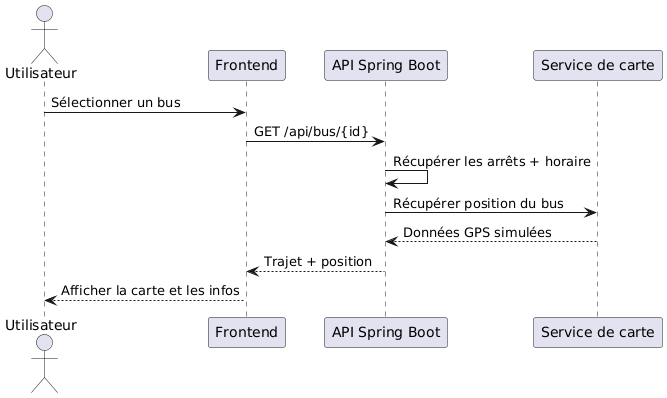 Utilisateur
Frontend
API Spring Boot
Service de carte
Sélectionner un bus
GET /api/bus/{id}
Récupérer les arrêts + horaire
Récupérer position du bus
Données GPS simulées
Trajet + position
Afficher la carte et les infos
Utilisateur
Frontend
API Spring Boot
Service de carte